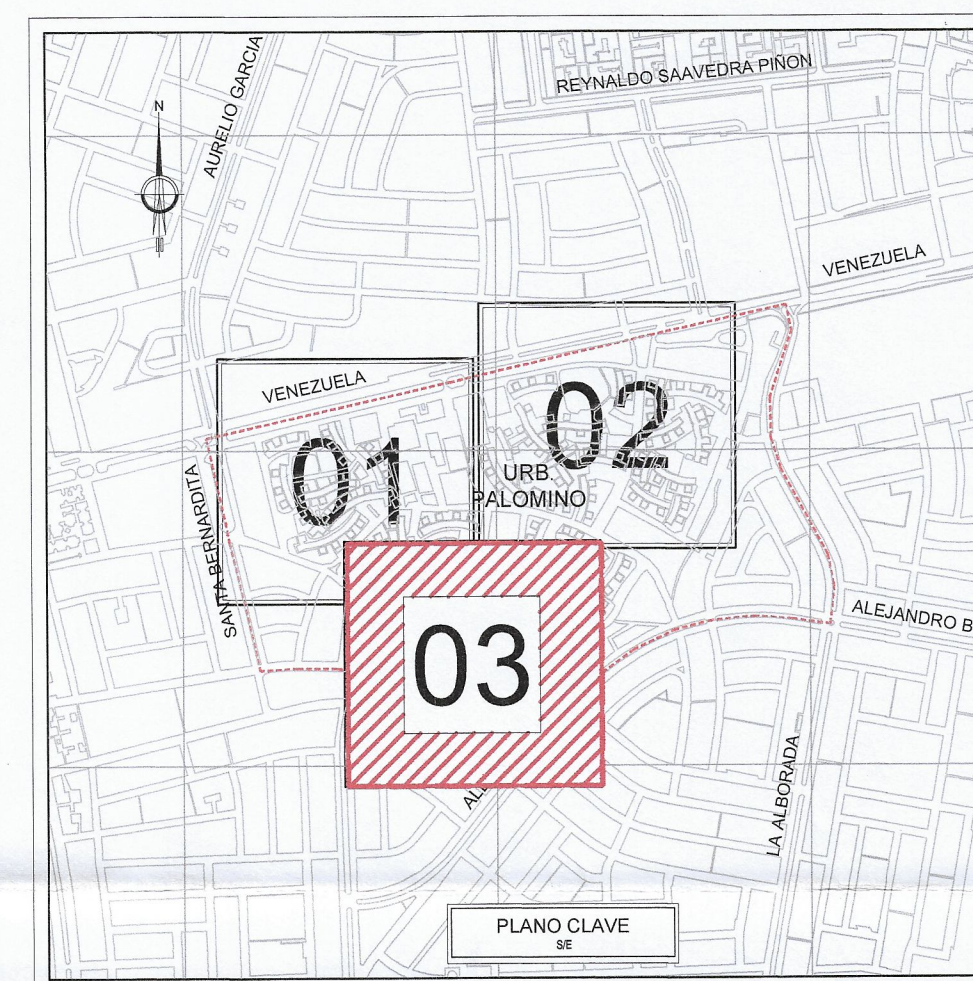 AURELIO GARCIA
REYNALDO SAAVEDRA PIÑON
N
VENEZUELA
VENEZUELA
01
02
URB.
PALOMINO
SANTA BERNARDITA
ALEJANDRO B
03
LA ALBORADA
PLANO CLAVE
S/E